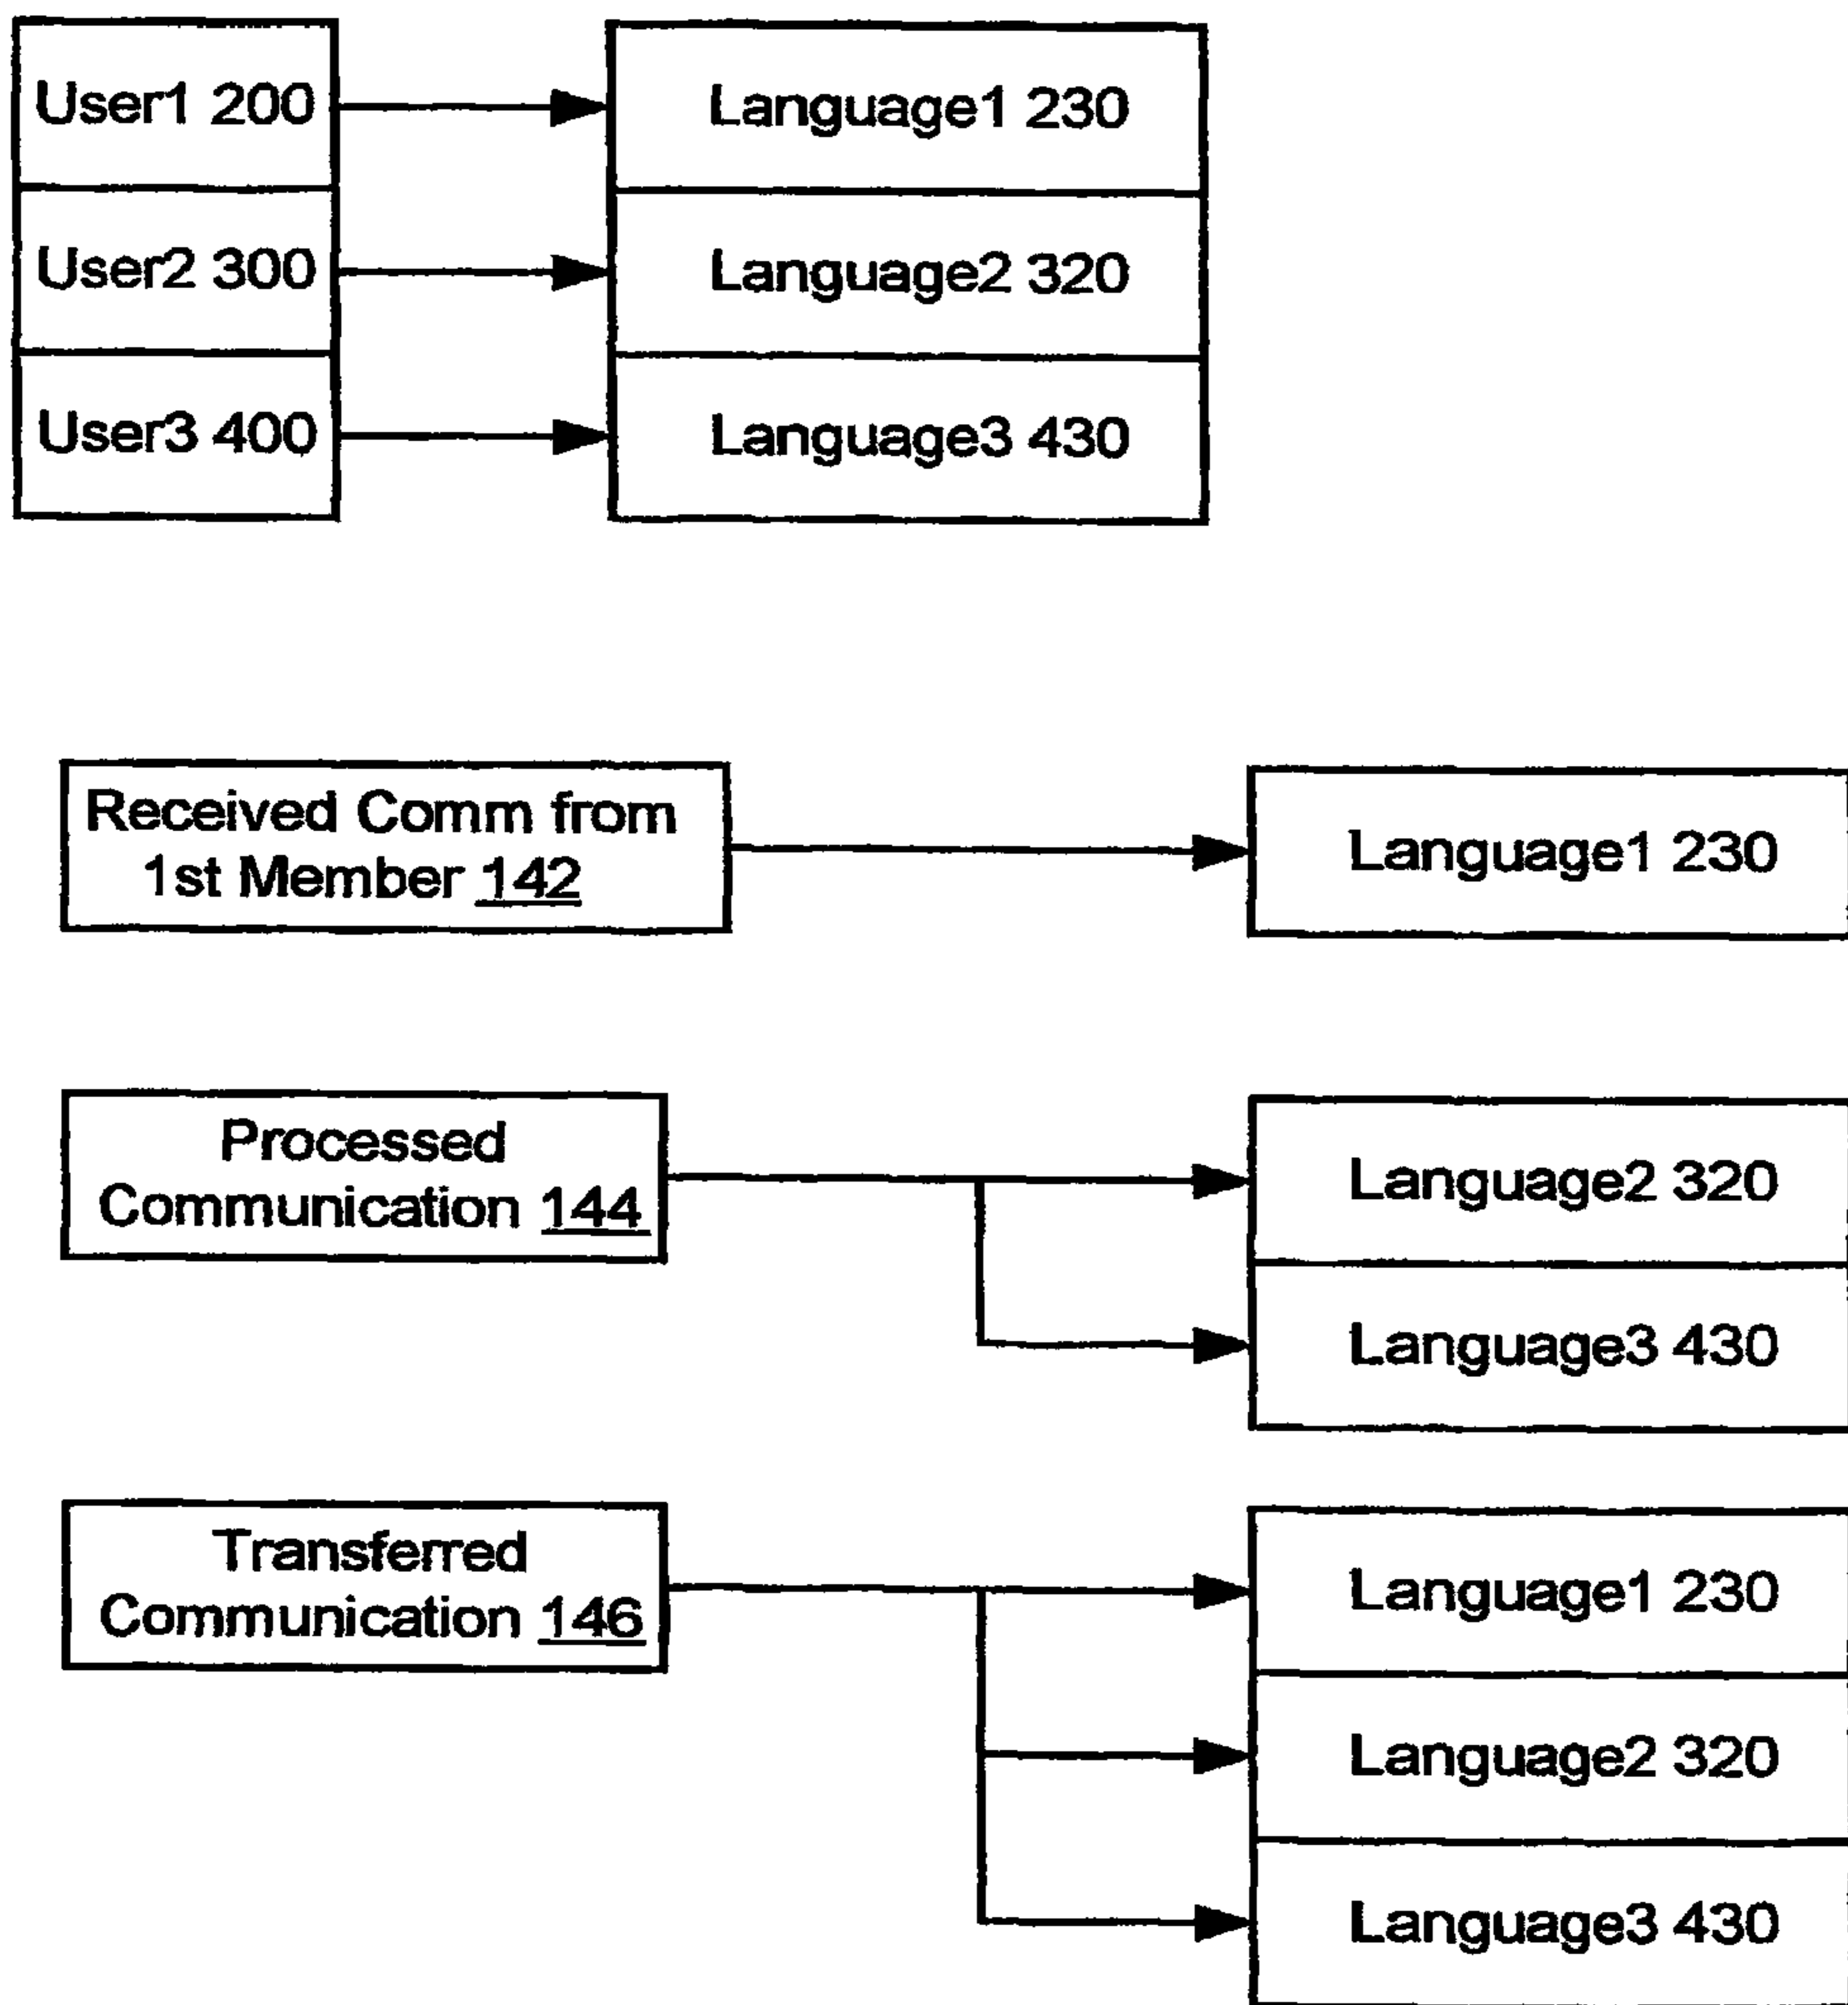 User1 200
Language1 230
User2 300
Language2 320
User3 400
Language3 430
Received Comm from
1st Member 142
Language1 230
Processed
Communication 144
Language2 320
Language3 430
Transferred
Communication 146
Language1 230
Language2 320
Language3 430